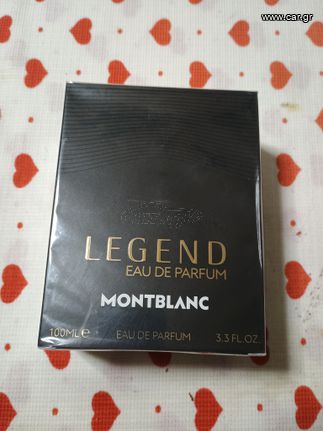 www.car.gr
LEGEND
EAU DE PARFUM
MONTBLANC
100ML ℮ EAU DE PARFUM 3.3 FL.OZ.